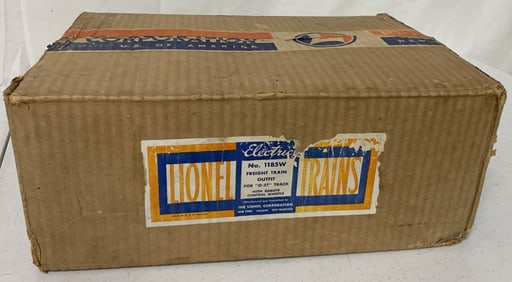 U.S. OF AMERICA
NEW
Electric
No. 1185W
LIONEL TRAINS
FREIGHT TRAIN
OUTFIT
FOR "O-27" TRACK
WITH REMOTE
CONTROL WHISTLE
THE LIONEL CORPORATION